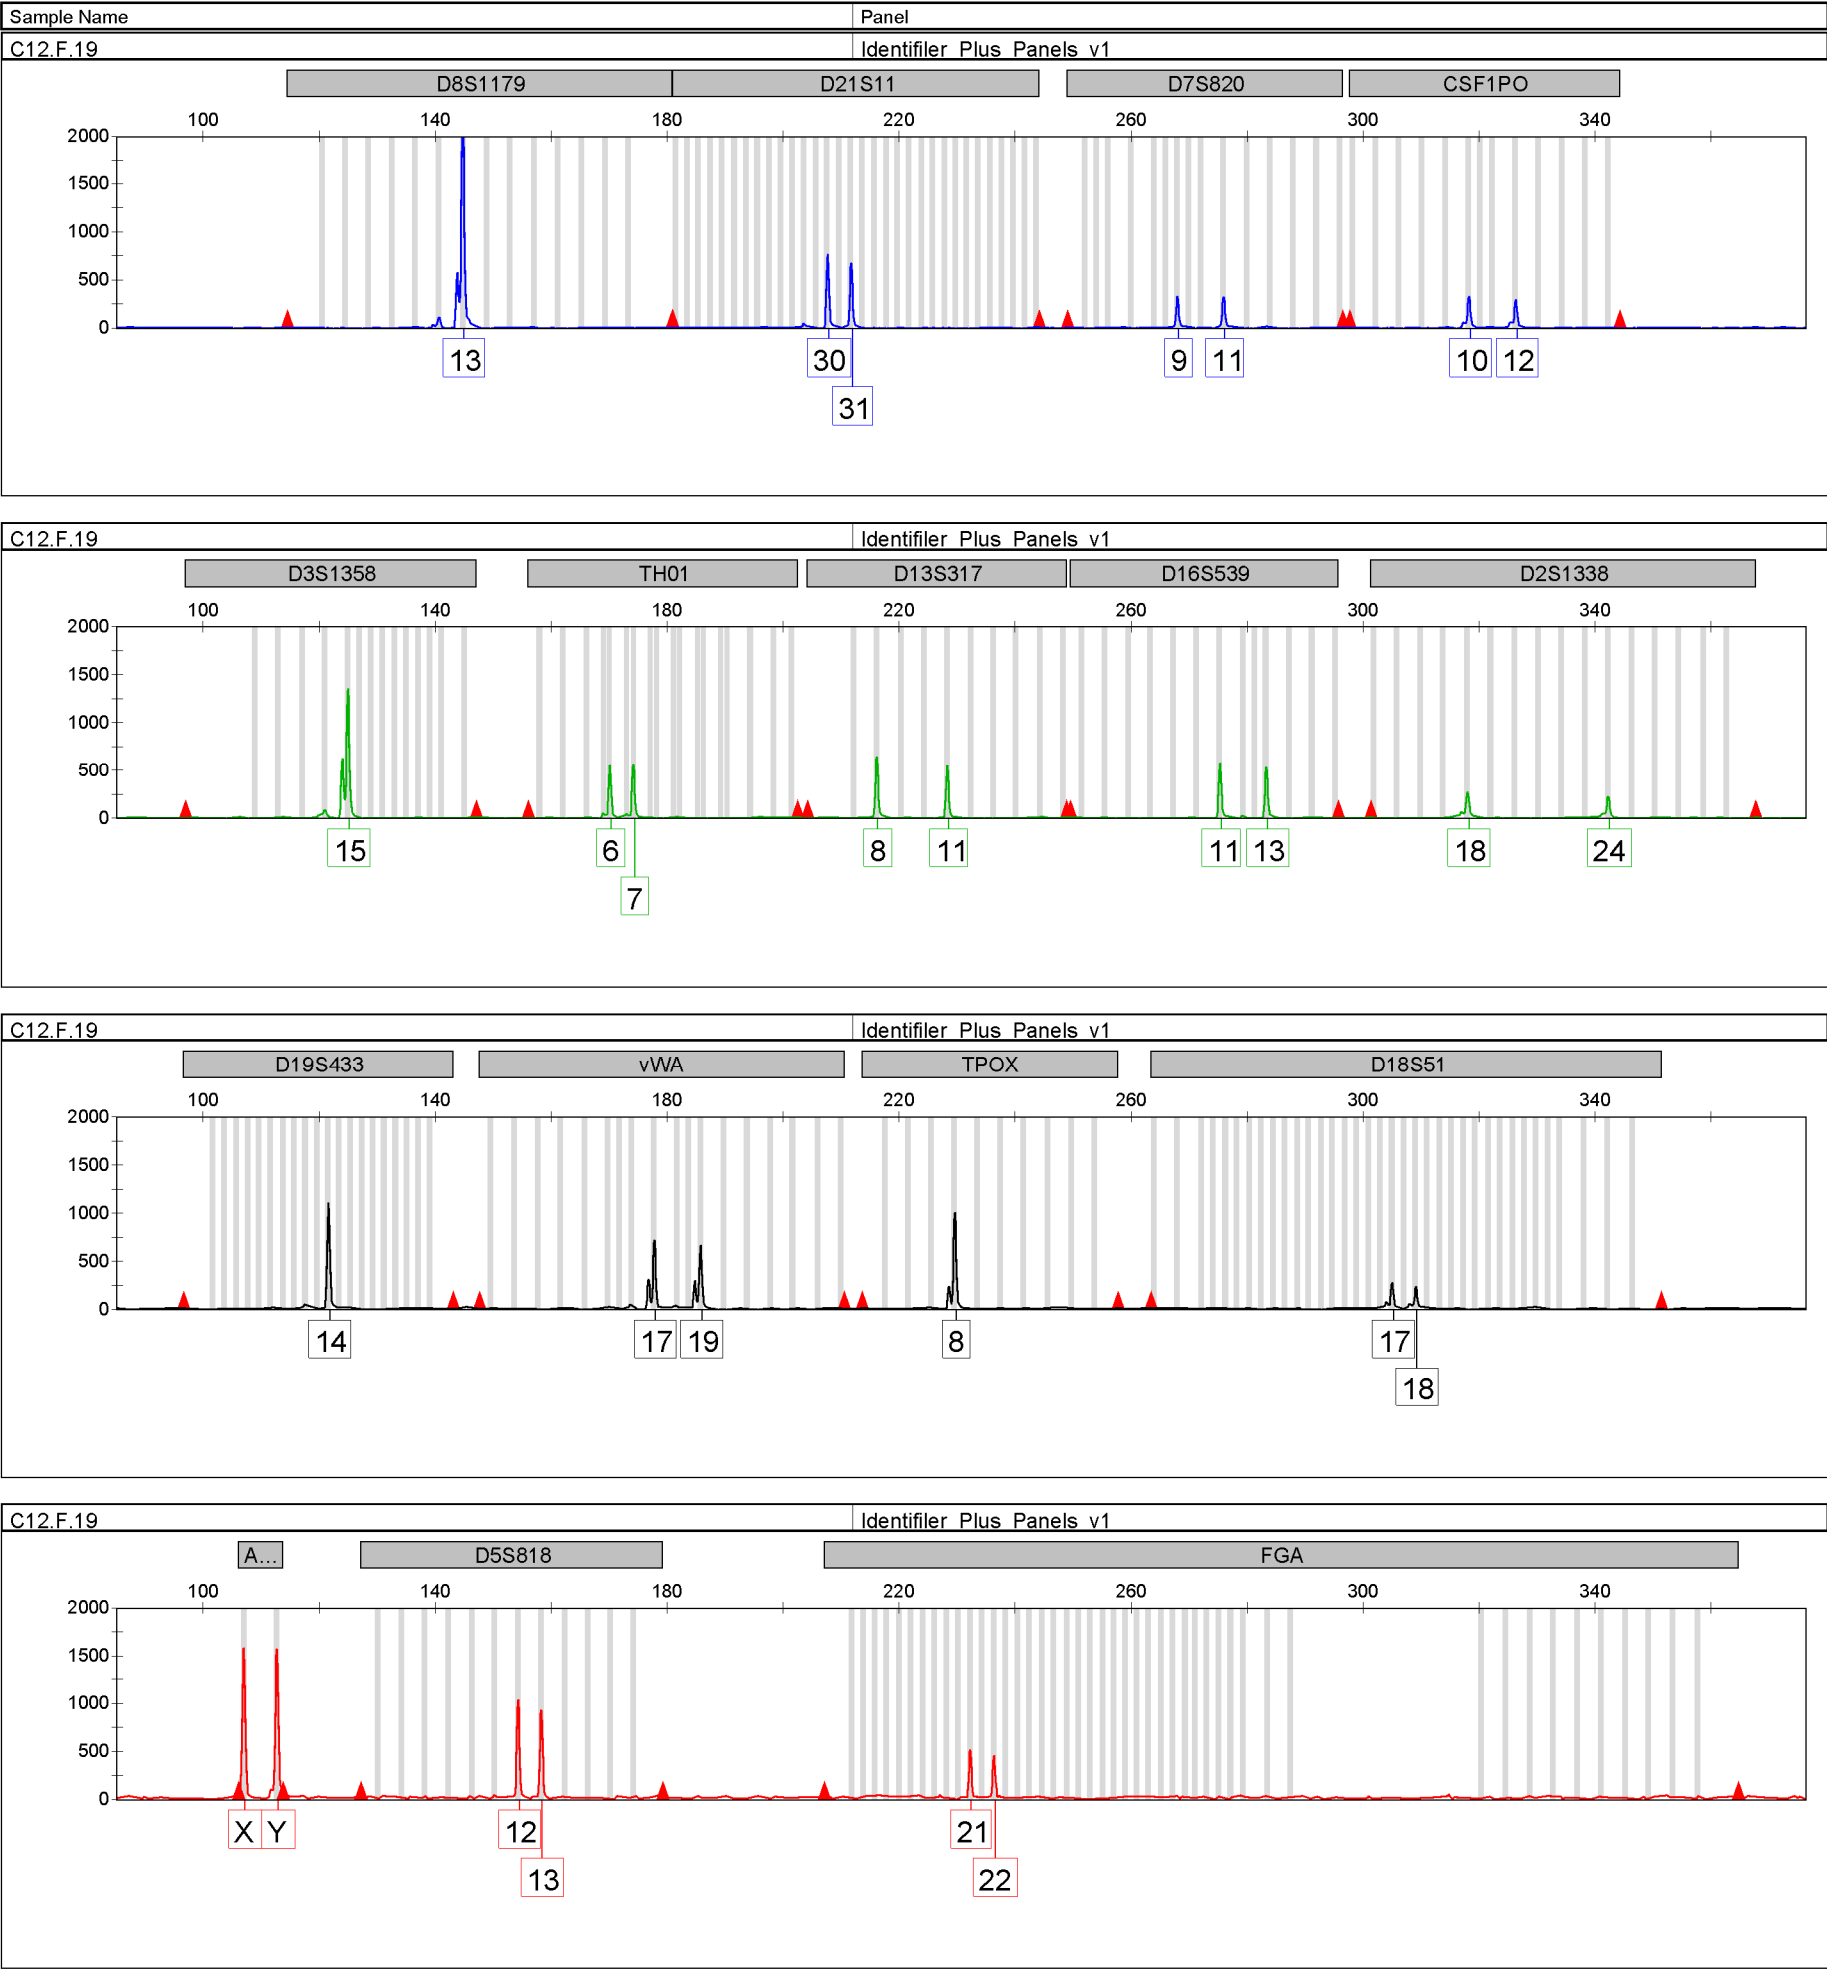 Sample Name Panel
C12.F.19 Identifiler_Plus_Panels_v1
D8S1179 D21S11 D7S820 CSF1PO
100 140 180 220 260 300 340
2000
1500
1000
500
0
13 30 9 11 10 12
31
C12.F.19 Identifiler_Plus_Panels_v1
D3S1358 TH01 D13S317 D16S539 D2S1338
100 140 180 220 260 300 340
2000
1500
1000
500
0
15 6 8 11 11 13 18 24
7
C12.F.19 Identifiler_Plus_Panels_v1
D19S433 vWA TPOX D18S51
100 140 180 220 260 300 340
2000
1500
1000
500
0
14 17 19 8 17
18
C12.F.19 Identifiler_Plus_Panels_v1
A... D5S818 FGA
100 140 180 220 260 300 340
2000
1500
1000
500
0
X Y 12 21
13 22